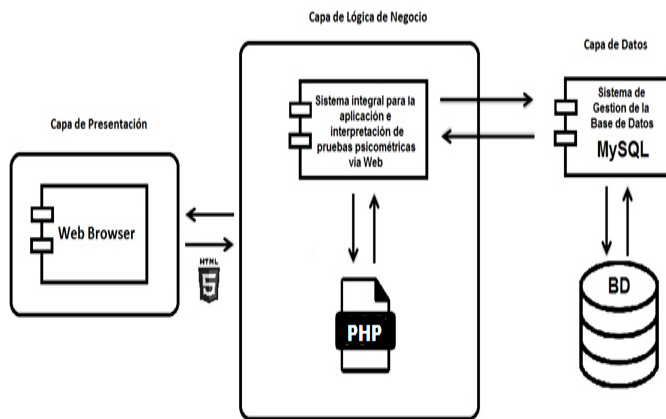 Capa de Lógica de Negocio
Capa de Datos
Capa de Presentación
Web Browser
HTML
5
Sistema integral para la
aplicación e
interpretación de
pruebas psicométricas
vía Web
PHP
Sistema de
Gestion de la
Base de Datos
MySQL
BD